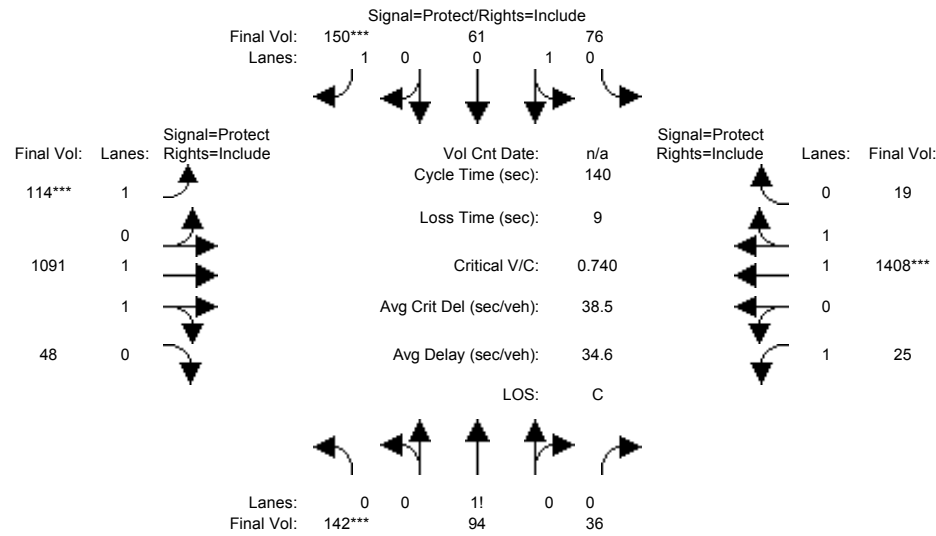 Signal=Protect/Rights=Include
Final Vol: 150*** 61 76
Lanes: 1 0 0 1 0
Signal=Protect Signal=Protect
Final Vol: Lanes: Rights=Include Vol Cnt Date: n/a Rights=Include Lanes: Final Vol:
Cycle Time (sec): 140
114*** 1 0 19
Loss Time (sec): 9
0 1
1091 1 Critical V/C: 0.740 1 1408***
1 Avg Crit Del (sec/veh): 38.5 0
48 0 Avg Delay (sec/veh): 34.6 1 25
LOS: C
Lanes: 0 0 1! 0 0
Final Vol: 142*** 94 36